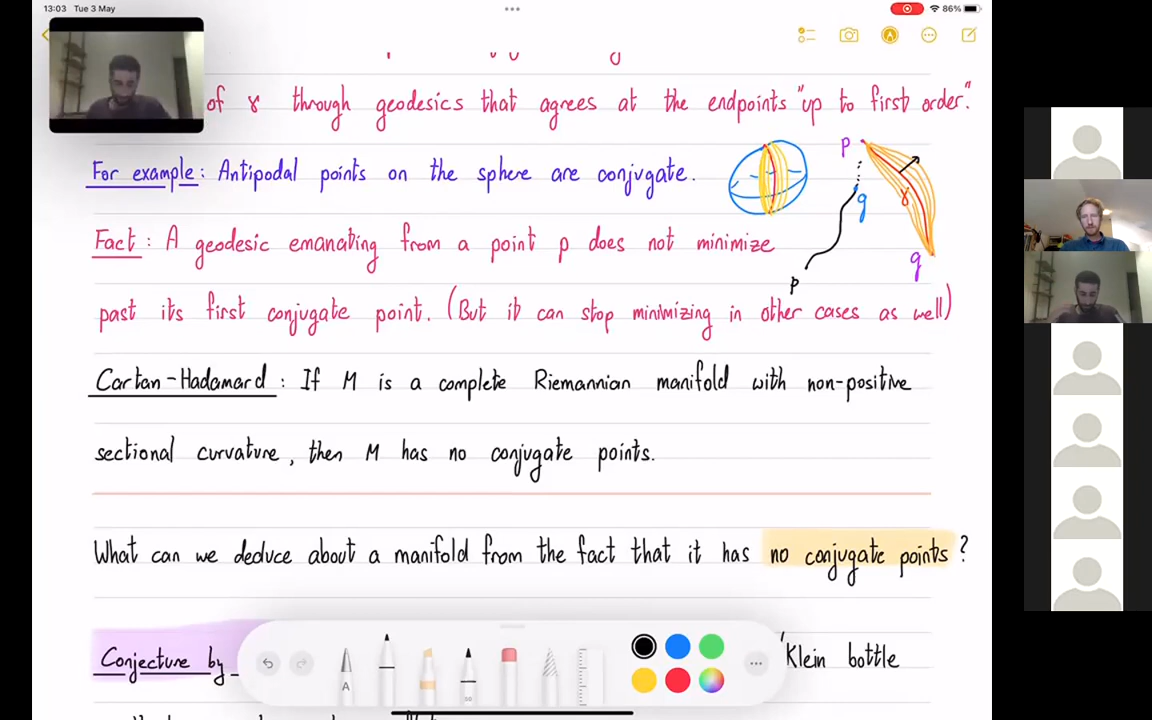 13:03 Tue 3 May
86%
of γ through geodesics that agrees at the endpoints "up to first order".
For example: Antipodal points on the sphere are conjugate.
p
q
γ
Fact: A geodesic emanating from a point p does not minimize
q
p
past its first conjugate point. (But it can stop minimizing in other cases as well)
Cartan-Hadamard: If M is a complete Riemannian manifold with non-positive
sectional curvature, then M has no conjugate points.
What can we deduce about a manifold from the fact that it has no conjugate points?
Conjecture by
Klein bottle
A
50